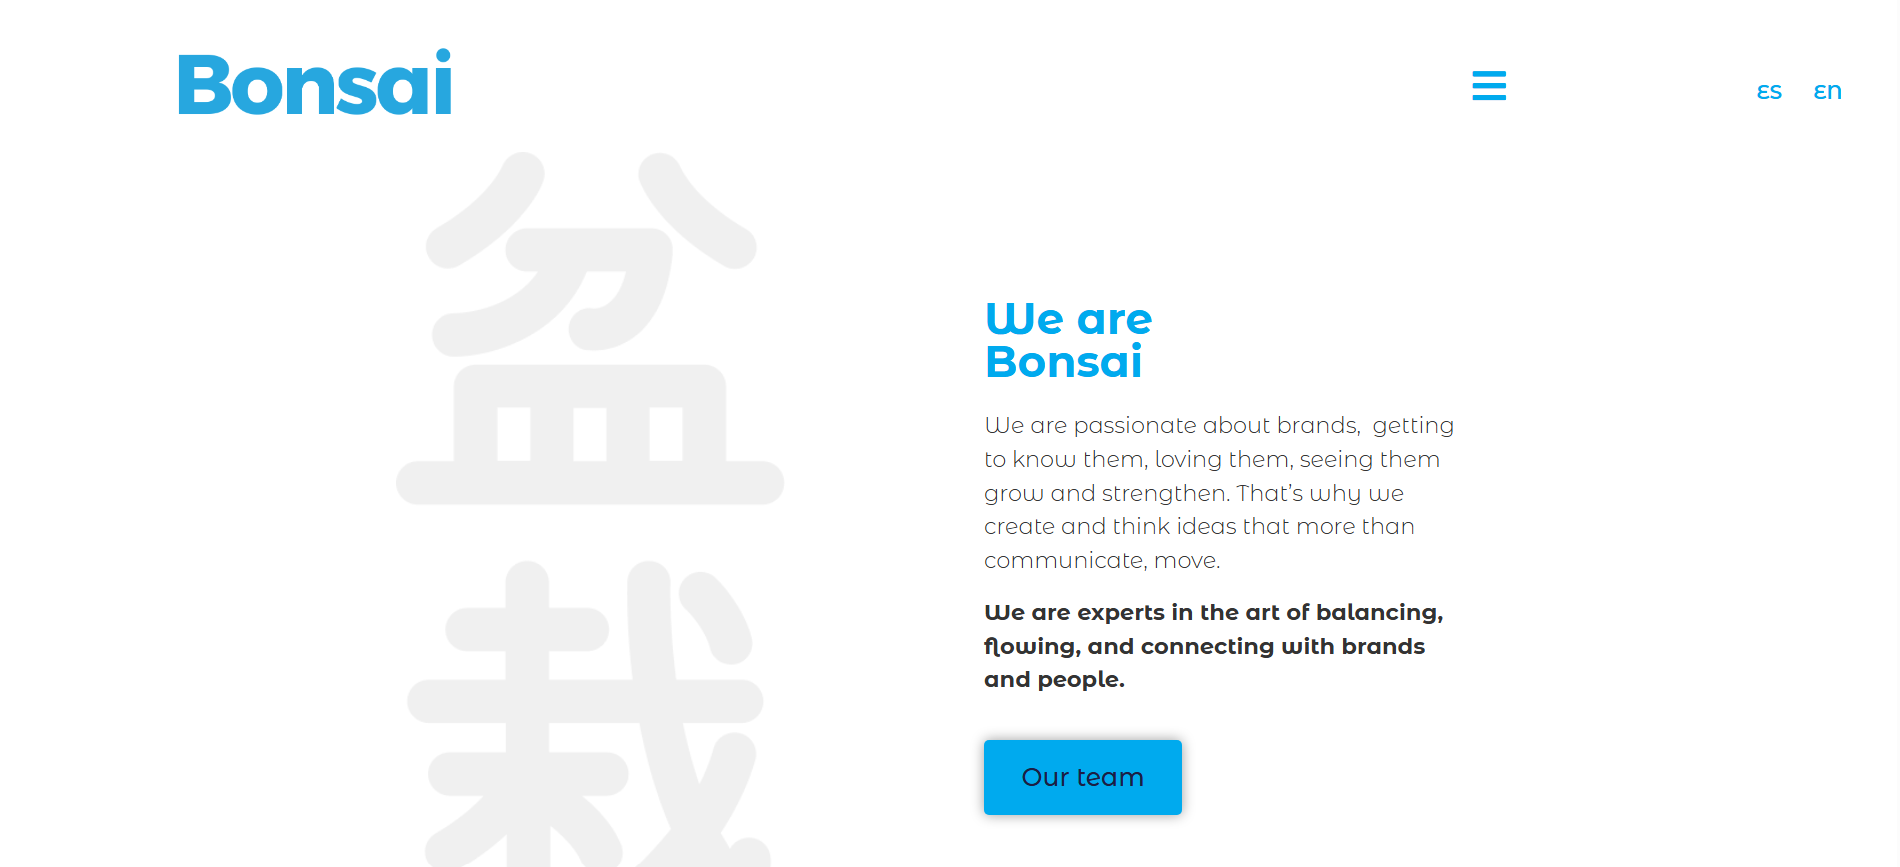 Bonsai
ES EN
盆
栽
We are
Bonsai
We are passionate about brands,  getting
to know them, loving them, seeing them
grow and strengthen. That’s why we
create and think ideas that more than
communicate, move.
We are experts in the art of balancing,
flowing, and connecting with brands
and people.
Our team